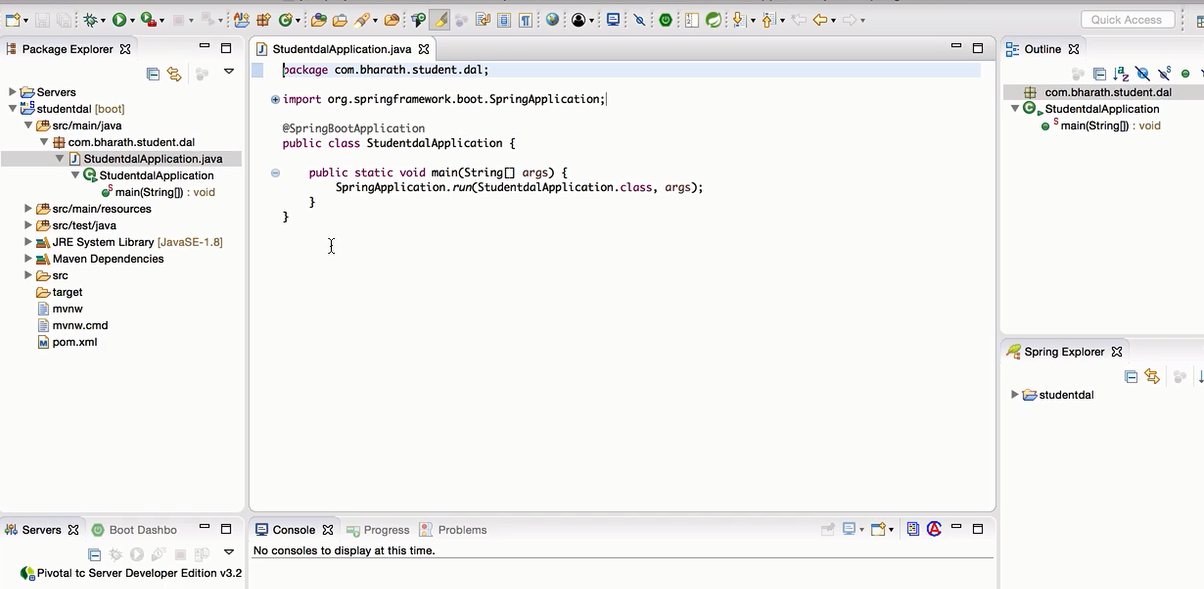 Quick Access
Package Explorer
Servers
studentdal [boot]
src/main/java
com.bharath.student.dal
StudentdalApplication.java
StudentdalApplication
main(String[]) : void
src/main/resources
src/test/java
JRE System Library [JavaSE-1.8]
Maven Dependencies
src
target
mvnw
mvnw.cmd
pom.xml
StudentdalApplication.java
package com.bharath.student.dal;
import org.springframework.boot.SpringApplication;
@SpringBootApplication
public class StudentdalApplication {
public static void main(String[] args) {
SpringApplication.run(StudentdalApplication.class, args);
}
}
Outline
com.bharath.student.dal
StudentdalApplication
main(String[]) : void
Spring Explorer
studentdal
Servers
Boot Dashbo
Pivotal tc Server Developer Edition v3.2
Console
Progress
Problems
No consoles to display at this time.